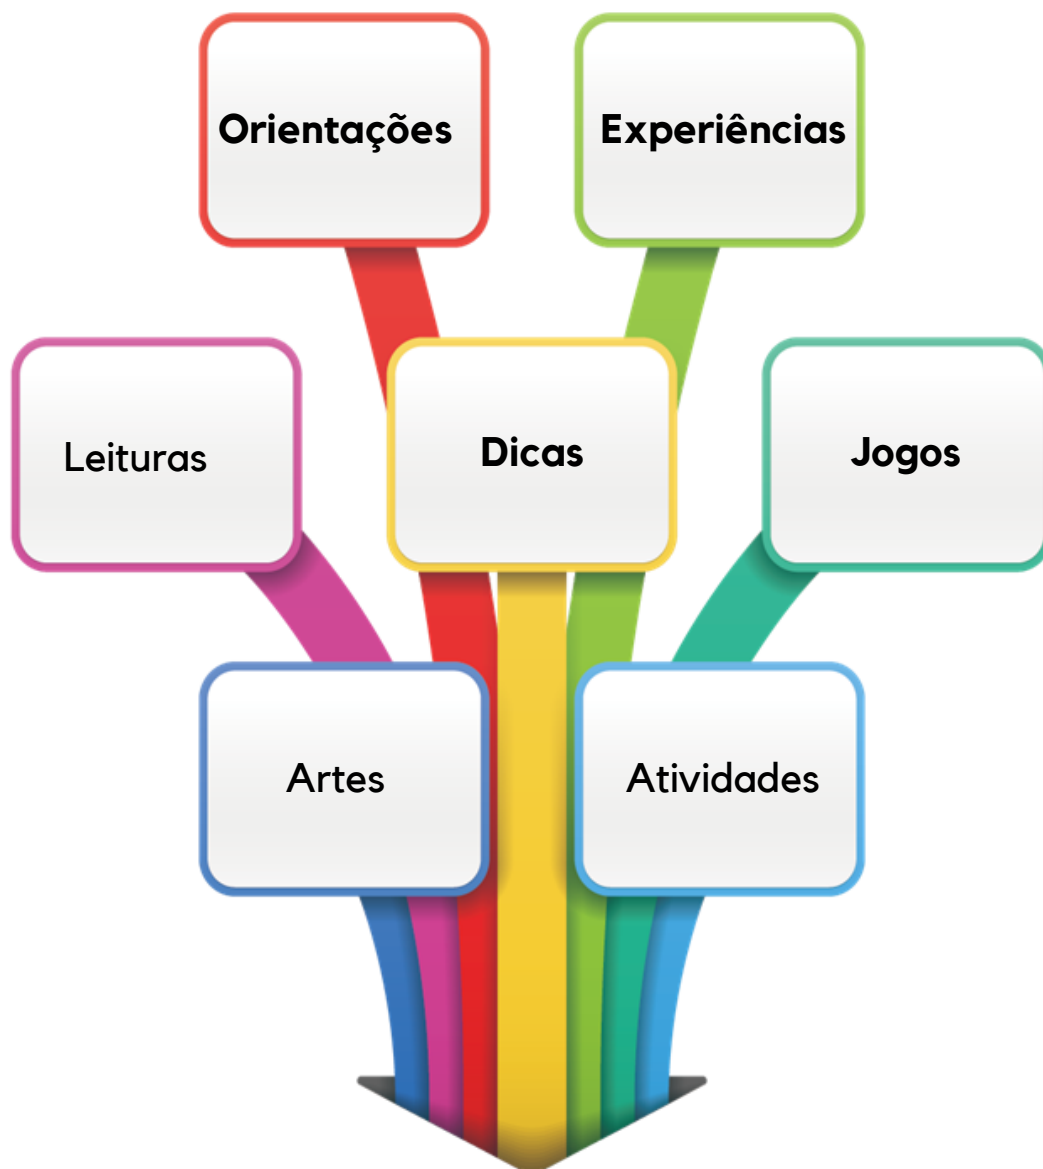 Orientações
Experiências
Leituras
Dicas
Jogos
Artes
Atividades